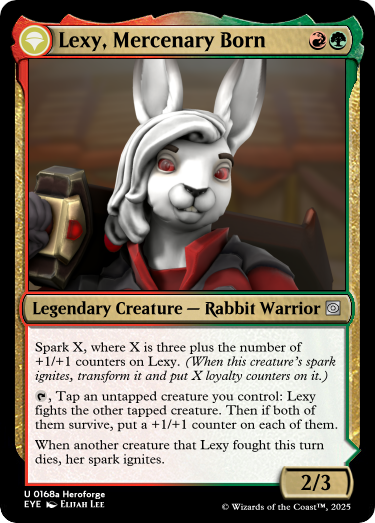 Lexy, Mercenary Born
Legendary Creature — Rabbit Warrior
Spark X, where X is three plus the number of
+1/+1 counters on Lexy. (When this creature's spark
ignites, transform it and put X loyalty counters on it.)
, Tap an untapped creature you control: Lexy
fights the other tapped creature. Then if both of
them survive, put a +1/+1 counter on each of them.
When another creature that Lexy fought this turn
dies, her spark ignites.
2/3
U 0168a Heroforge
EYE Elijah Lee
© Wizards of the Coast™, 2025